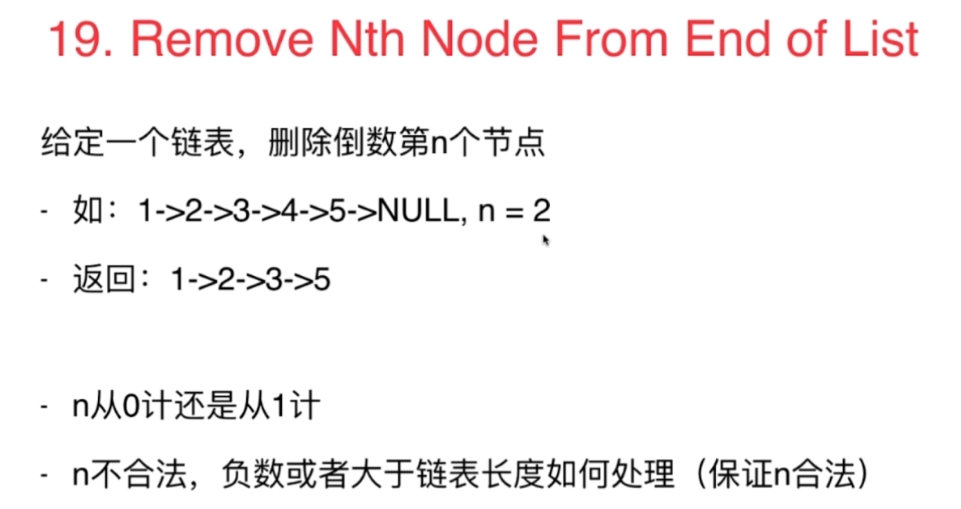 19. Remove Nth Node From End of List
给定一个链表，删除倒数第n个节点
- 如：1->2->3->4->5->NULL, n = 2
- 返回：1->2->3->5
- n从0计还是从1计
- n不合法，负数或者大于链表长度如何处理（保证n合法）